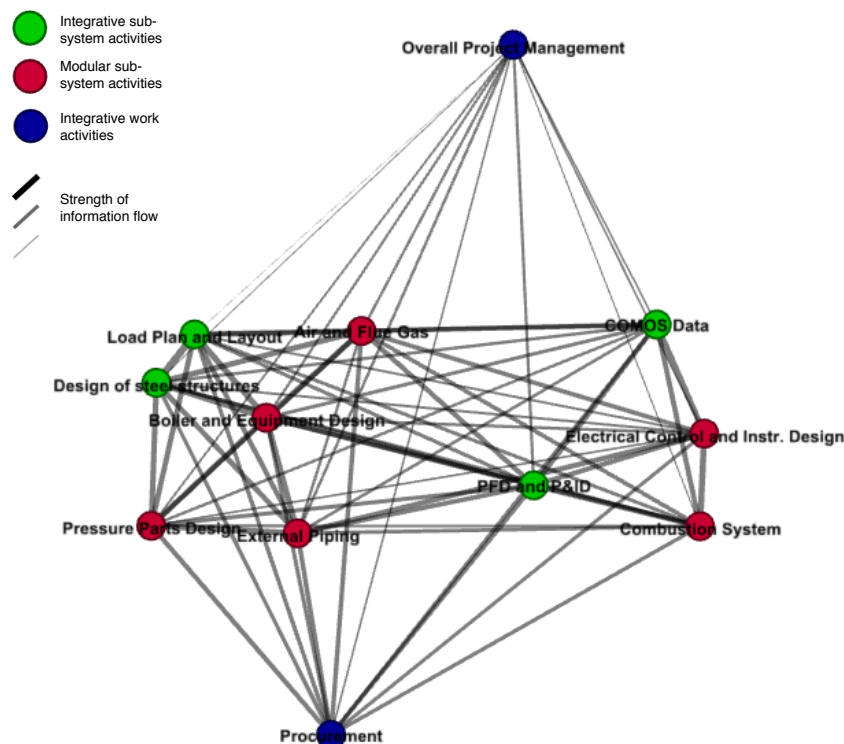 Integrative sub-
system activities
Modular sub-
system activities
Integrative work
activities
Strength of
information flow
Overall Project Management
Load Plan and Layout
Air and Flue Gas
COMOS Data
Design of steel structures
Boiler and Equipment Design
Electrical Control and Instr. Design
PFD and P&ID
Pressure Parts Design
External Piping
Combustion System
Procurement